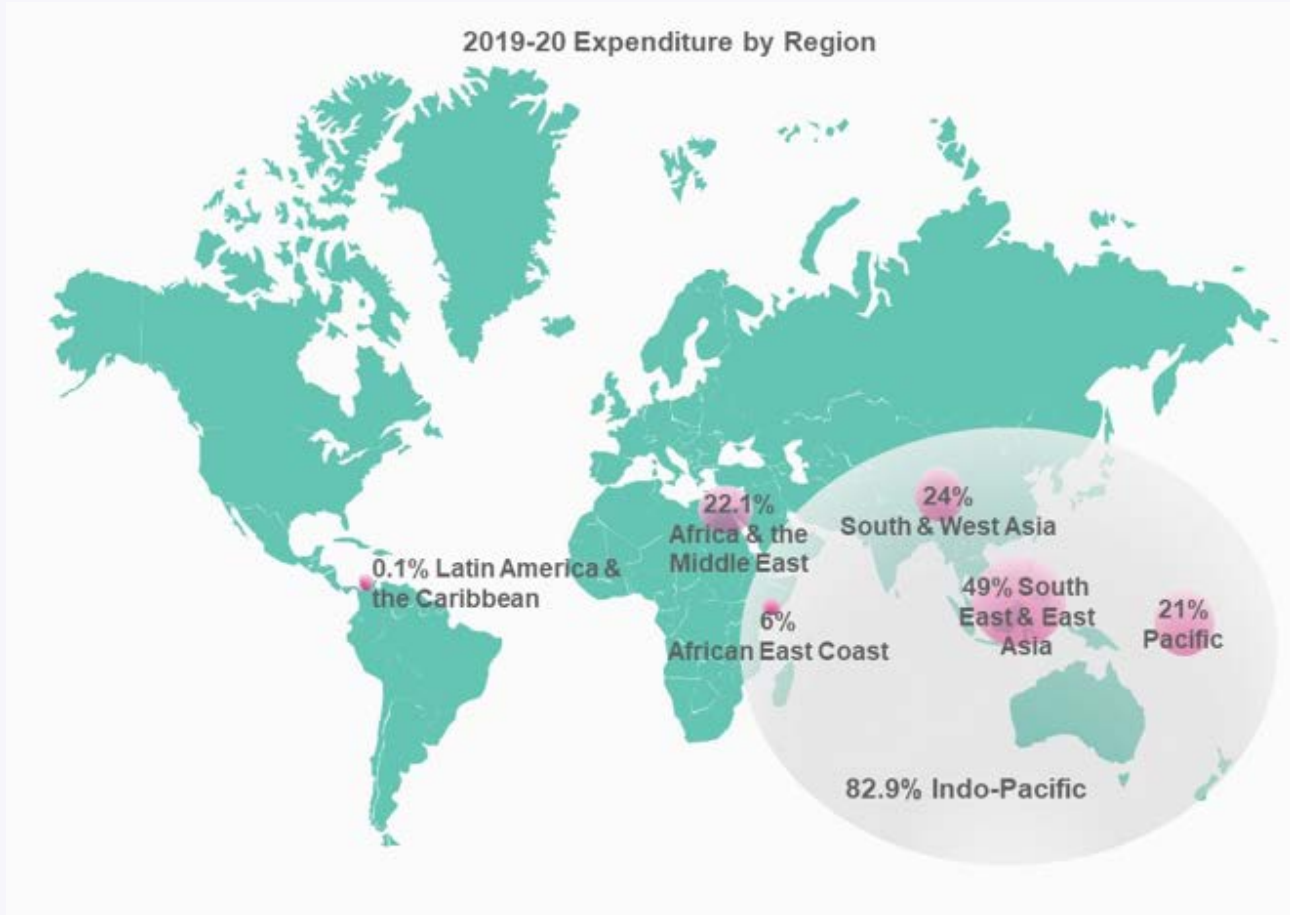 2019-20 Expenditure by Region
22.1%
Africa & the
Middle East
24%
South & West Asia
0.1% Latin America &
the Caribbean
6%
African East Coast
49% South
East & East
Asia
21%
Pacific
82.9% Indo-Pacific